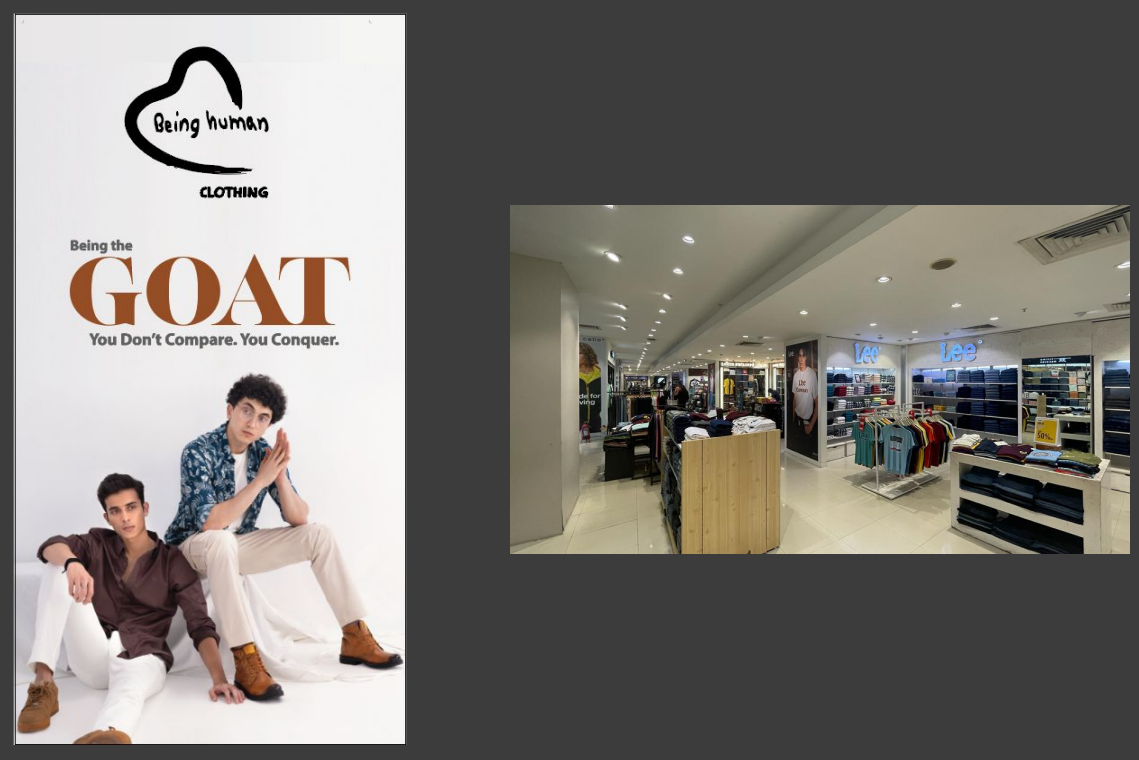 Being human
CLOTHING
Being the
GOAT
You Don't Compare. You Conquer.
Lee
Lee
50%